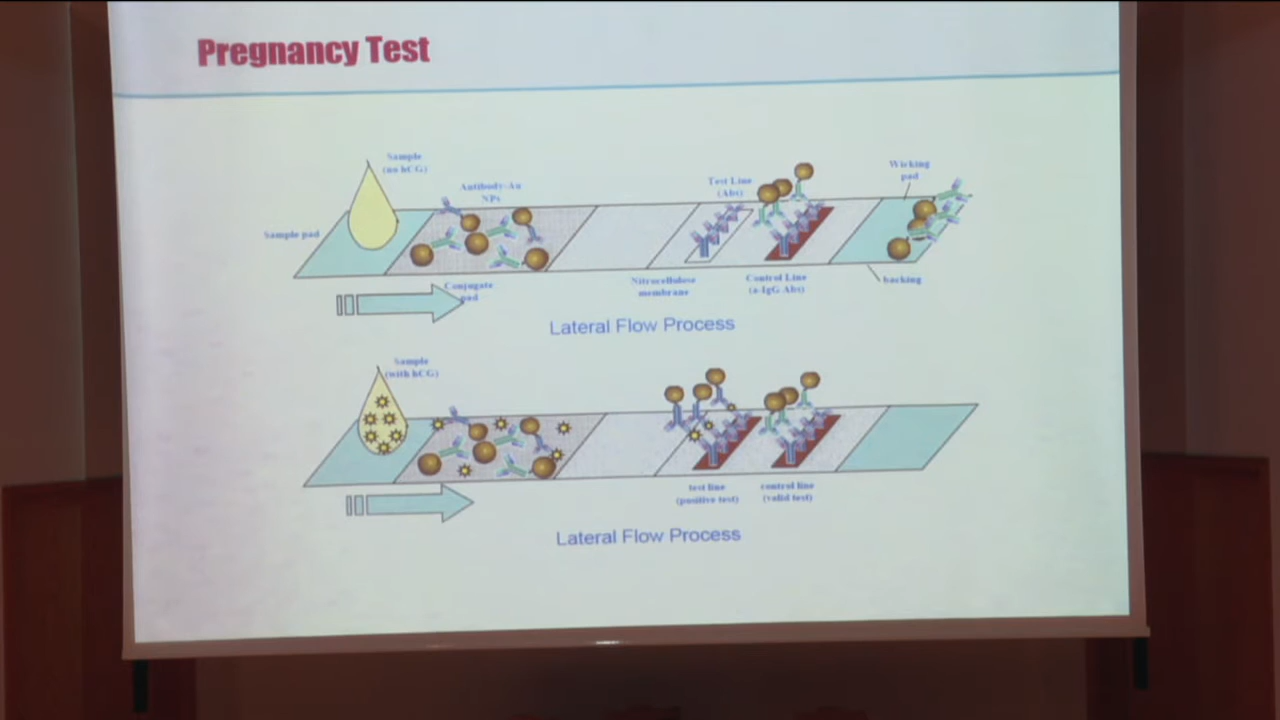 Pregnancy Test
Sample
(no hCG)
Antibody-Au
NPs
Sample pad
Conjugate
pad
Test Line
(Abs)
Nitrocellulose
membrane
Control Line
(a-IgG Abs)
Wicking
pad
backing
Lateral Flow Process
Sample
(with hCG)
test line
(positive test)
control line
(valid test)
Lateral Flow Process